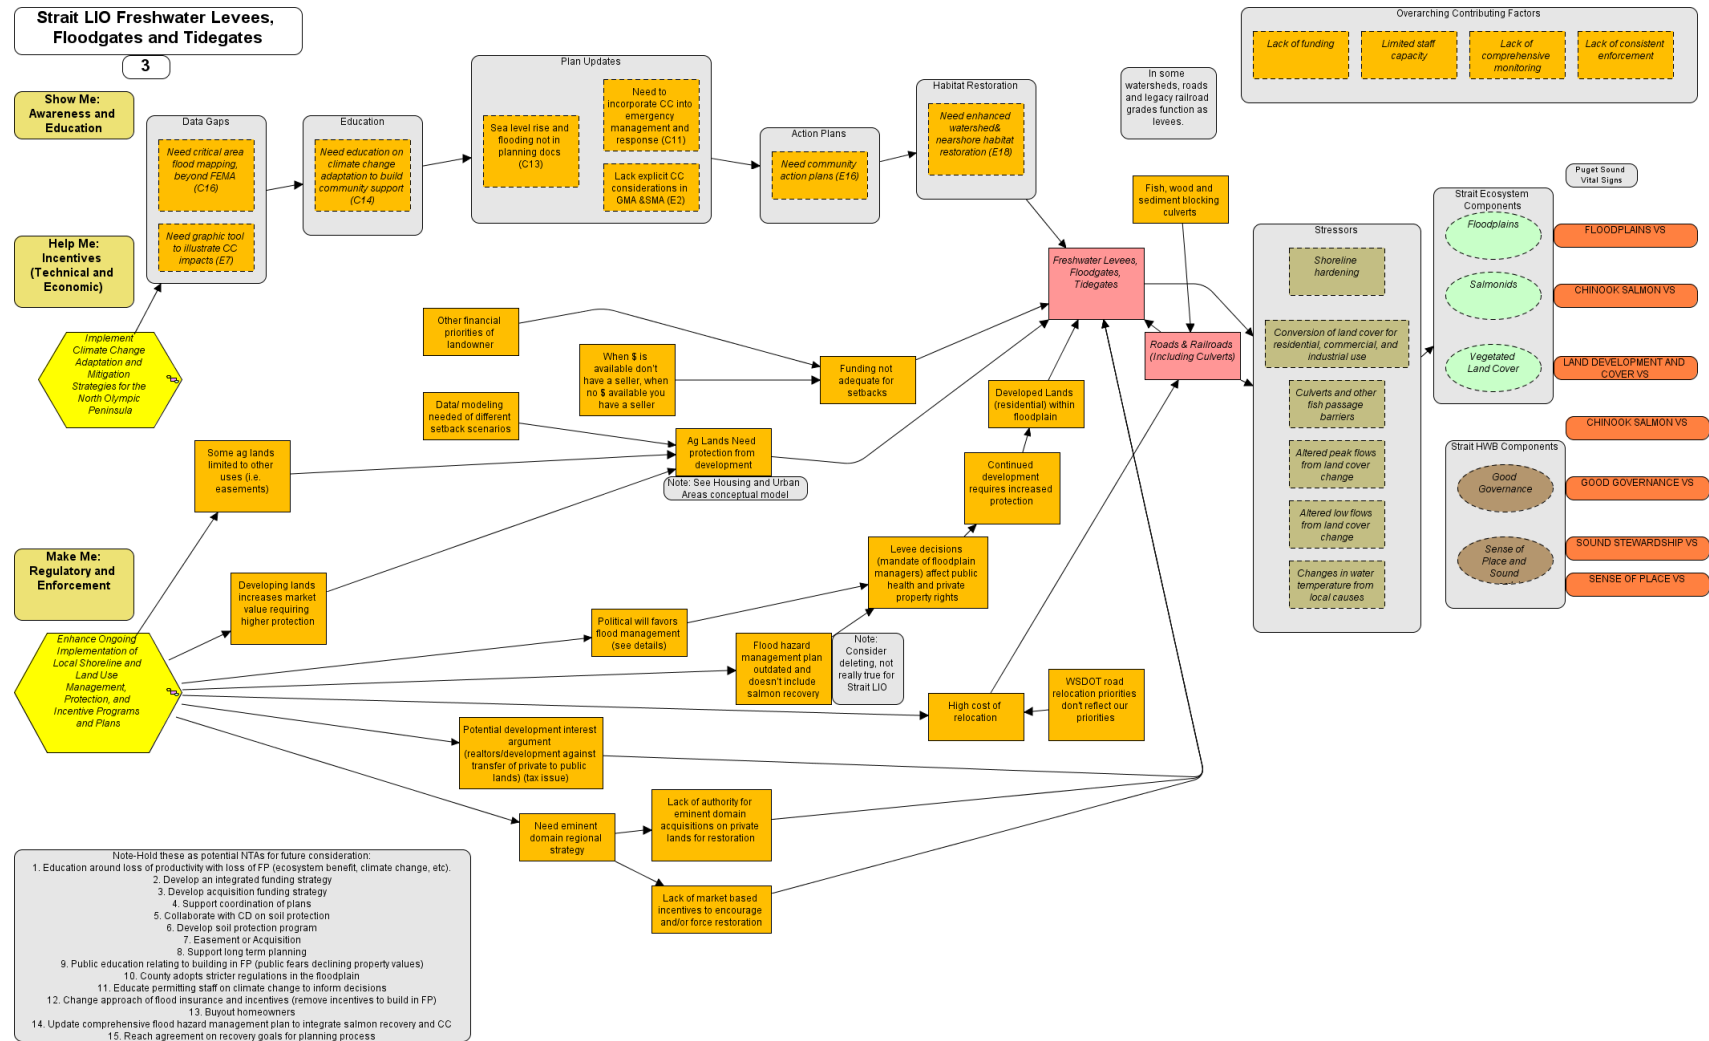 Strait LIO Freshwater Levees,
Floodgates and Tidegates
3
Show Me:
Awareness and
Education
Help Me:
Incentives
(Technical and
Economic)
Make Me:
Regulatory and
Enforcement
Implement
Climate Change
Adaptation and
Mitigation
Strategies for the
North Olympic
Peninsula
Enhance Ongoing
Implementation of
Local Shoreline and
Land Use
Management,
Protection, and
Incentive Programs
and Plans
Data Gaps
Need critical area
flood mapping,
beyond FEMA
(C16)
Need graphic tool
to illustrate CC
impacts (E7)
Education
Need education on
climate change
adaptation to build
community support
(C14)
Plan Updates
Sea level rise and
flooding not in
planning docs
(C13)
Need to
incorporate CC into
emergency
management and
response (C11)
Lack explicit CC
considerations in
GMA &SMA (E2)
Action Plans
Need community
action plans (E16)
Habitat Restoration
Need enhanced
watershed&
nearshore habitat
restoration (E18)
In some
watersheds, roads
and legacy railroad
grades function as
levees.
Overarching Contributing Factors
Lack of funding
Limited staff
capacity
Lack of
comprehensive
monitoring
Lack of consistent
enforcement
Fish, wood and
sediment blocking
culverts
Freshwater Levees,
Floodgates,
Tidegates
Roads & Railroads
(Including Culverts)
Other financial
priorities of
landowner
When $ is
available don't
have a seller, when
no $ available you
have a seller
Funding not
adequate for
setbacks
Data/ modeling
needed of different
setback scenarios
Ag Lands Need
protection from
development
Note: See Housing and Urban
Areas conceptual model
Some ag lands
limited to other
uses (i.e.
easements)
Developing lands
increases market
value requiring
higher protection
Developed Lands
(residential) within
floodplain
Continued
development
requires increased
protection
Levee decisions
(mandate of floodplain
managers) affect public
health and private
property rights
Political will favors
flood management
(see details)
Flood hazard
management plan
outdated and
doesn't include
salmon recovery
Note:
Consider
deleting, not
really true for
Strait LIO
High cost of
relocation
WSDOT road
relocation priorities
don't reflect our
priorities
Potential development interest
argument
(realtors/development against
transfer of private to public
lands) (tax issue)
Need eminent
domain regional
strategy
Lack of authority for
eminent domain
acquisitions on private
lands for restoration
Lack of market based
incentives to encourage
and/or force restoration
Stressors
Shoreline
hardening
Conversion of land cover for
residential, commercial, and
industrial use
Culverts and other
fish passage
barriers
Altered peak flows
from land cover
change
Altered low flows
from land cover
change
Changes in water
temperature from
local causes
Puget Sound
Vital Signs
Strait Ecosystem
Components
Floodplains
Salmonids
Vegetated
Land Cover
FLOODPLAINS VS
CHINOOK SALMON VS
LAND DEVELOPMENT AND
COVER VS
Strait HWB Components
Good
Governance
Sense of
Place and
Sound
CHINOOK SALMON VS
GOOD GOVERNANCE VS
SOUND STEWARDSHIP VS
SENSE OF PLACE VS
Note-Hold these as potential NTAs for future consideration:
1. Education around loss of productivity with loss of FP (ecosystem benefit, climate change, etc).
2. Develop an integrated funding strategy
3. Develop acquisition funding strategy
4. Support coordination of plans
5. Collaborate with CD on soil protection
6. Develop soil protection program
7. Easement or Acquisition
8. Support long term planning
9. Public education relating to building in FP (public fears declining property values)
10. County adopts stricter regulations in the floodplain
11. Educate permitting staff on climate change to inform decisions
12. Change approach of flood insurance and incentives (remove incentives to build in FP)
13. Buyout homeowners
14. Update comprehensive flood hazard management plan to integrate salmon recovery and CC
15. Reach agreement on recovery goals for planning process